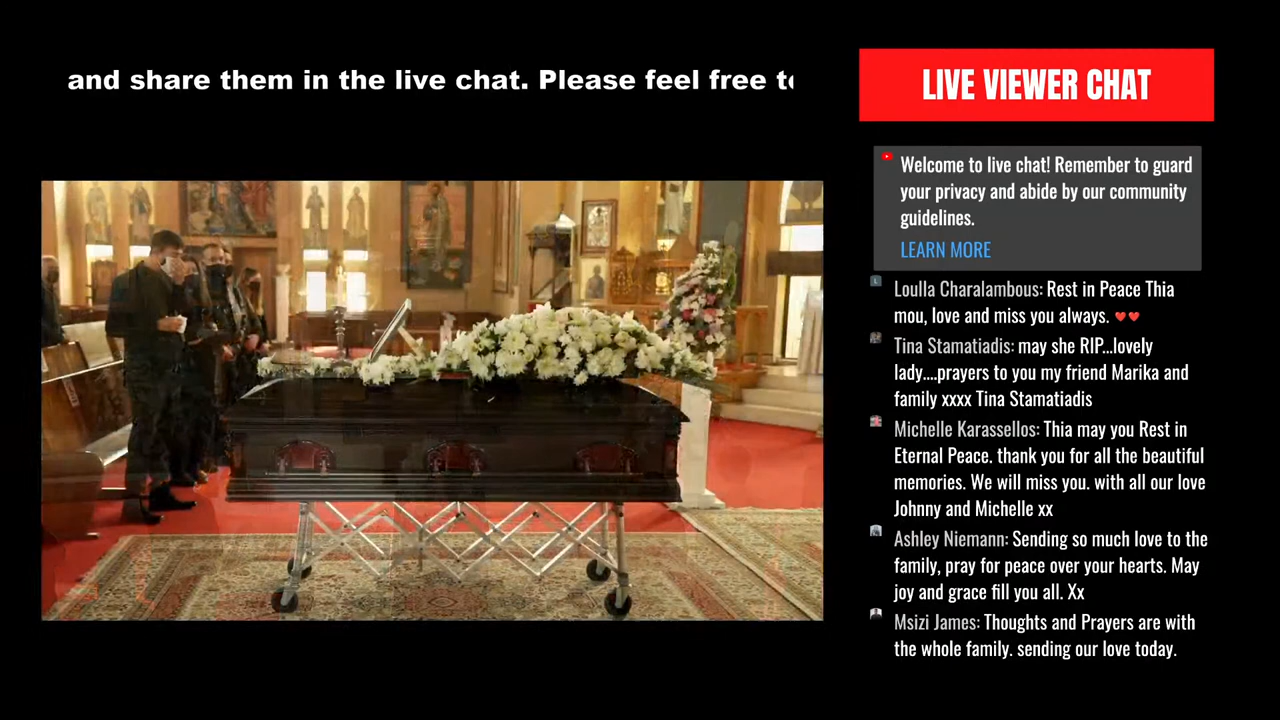 and share them in the live chat. Please feel free
LIVE VIEWER CHAT
Welcome to live chat! Remember to guard
your privacy and abide by our community
guidelines.
LEARN MORE
Loulla Charalambous: Rest in Peace Thia
mou, love and miss you always. ♥♥
Tina Stamatiadis: may she RIP...lovely
lady....prayers to you my friend Marika and
family xxxx Tina Stamatiadis
Michelle Karassellos: Thia may you Rest in
Eternal Peace. thank you for all the beautiful
memories. We will miss you. with all our love
Johnny and Michelle xx
Ashley Niemann: Sending so much love to the
family, pray for peace over your hearts. May
joy and grace fill you all. Xx
Msizi James: Thoughts and Prayers are with
the whole family. sending our love today.